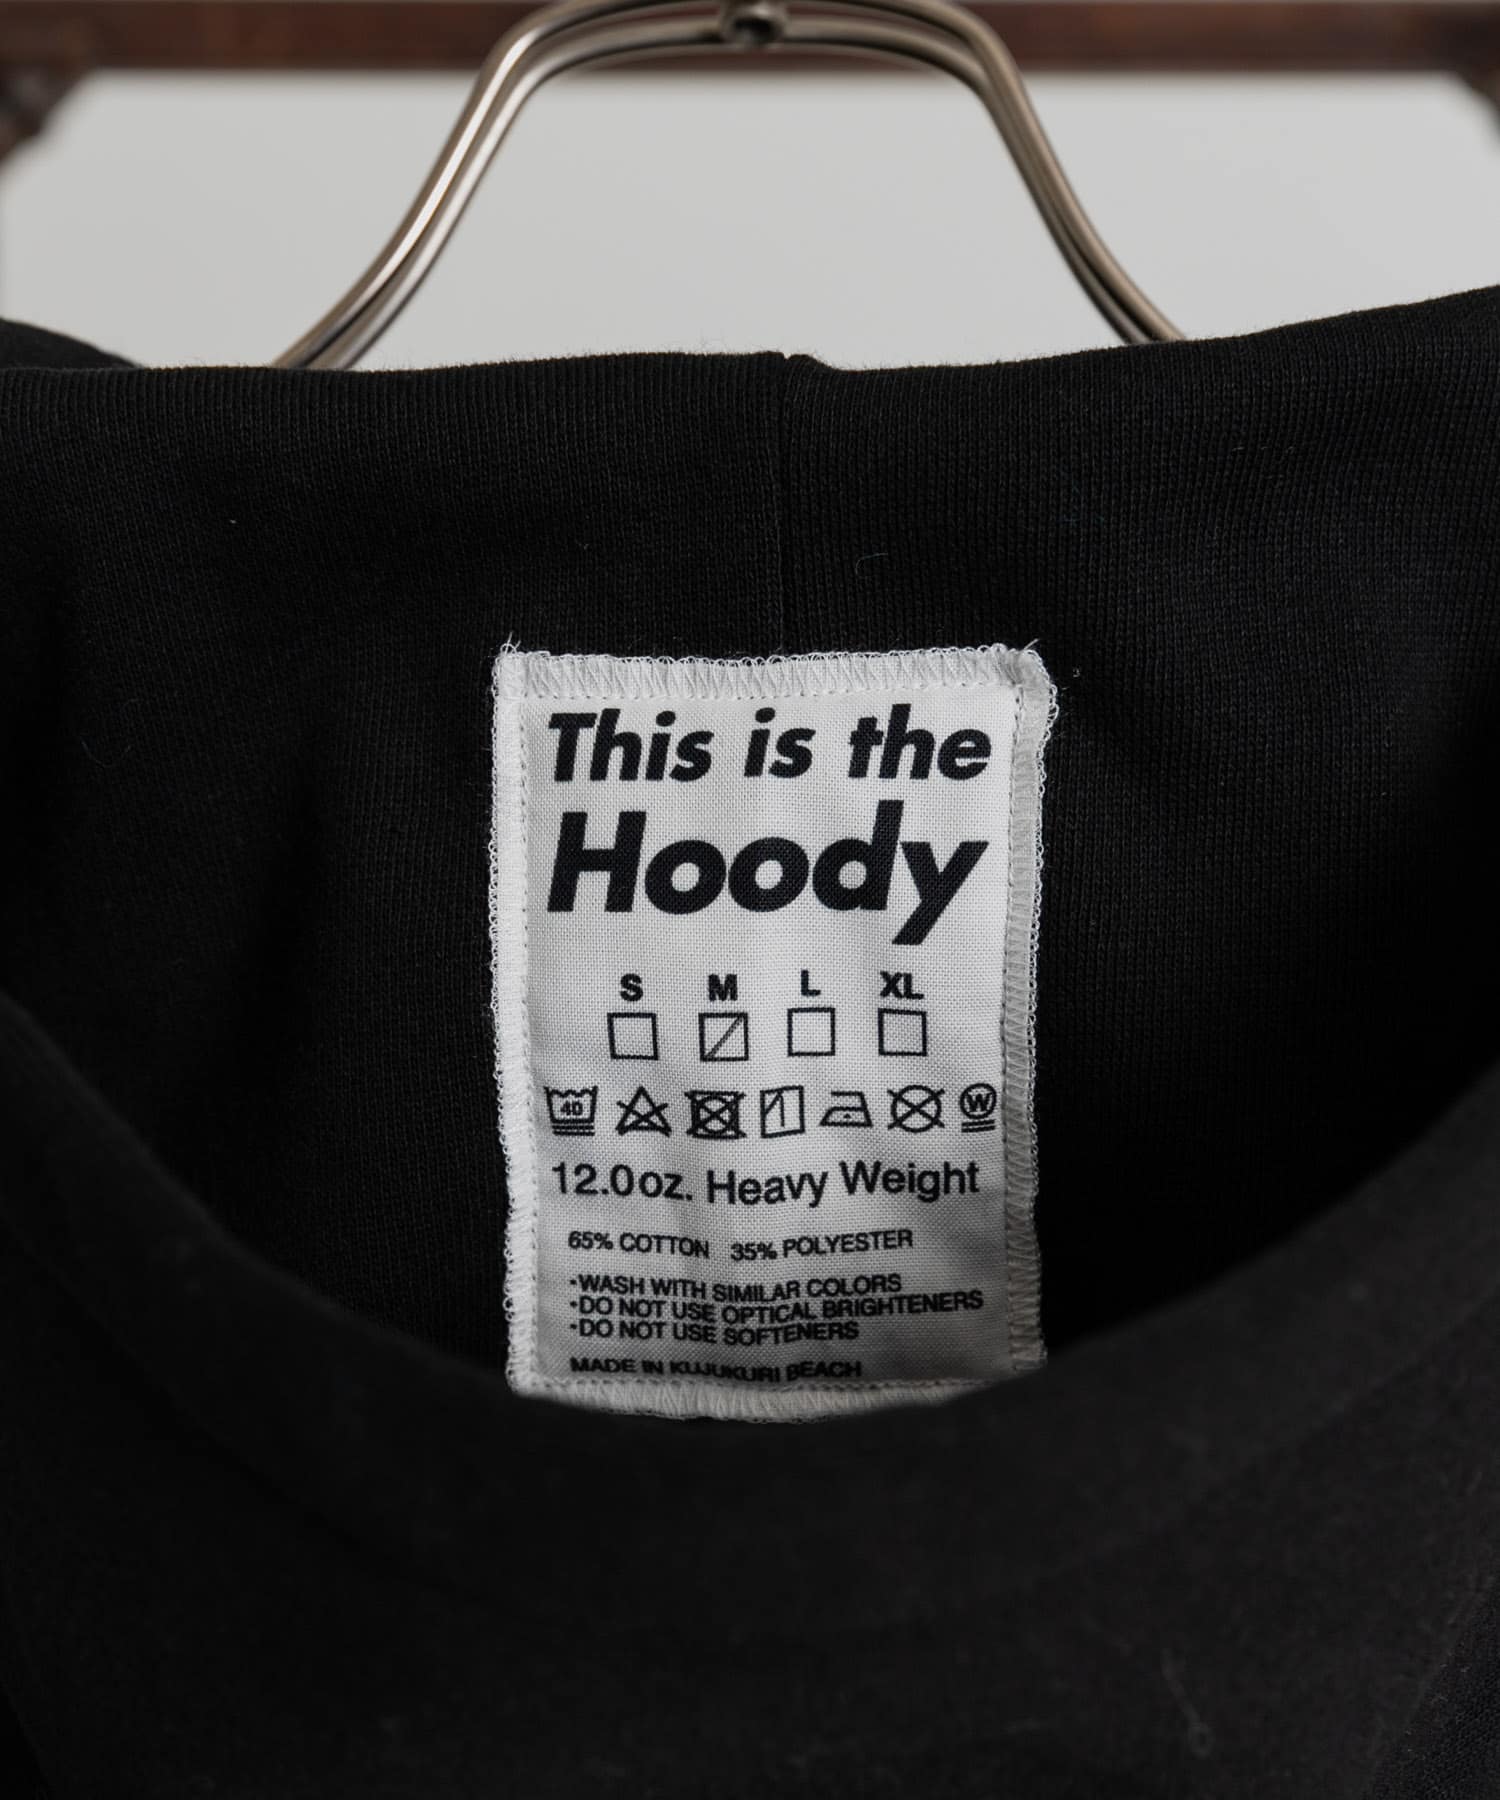 This is the
Hoody
S M L XL
40 W
12.0oz. Heavy Weight
65% COTTON 35% POLYESTER
·WASH WITH SIMILAR COLORS
·DO NOT USE OPTICAL BRIGHTENERS
·DO NOT USE SOFTENERS
MADE IN KUJUKURI BEACH